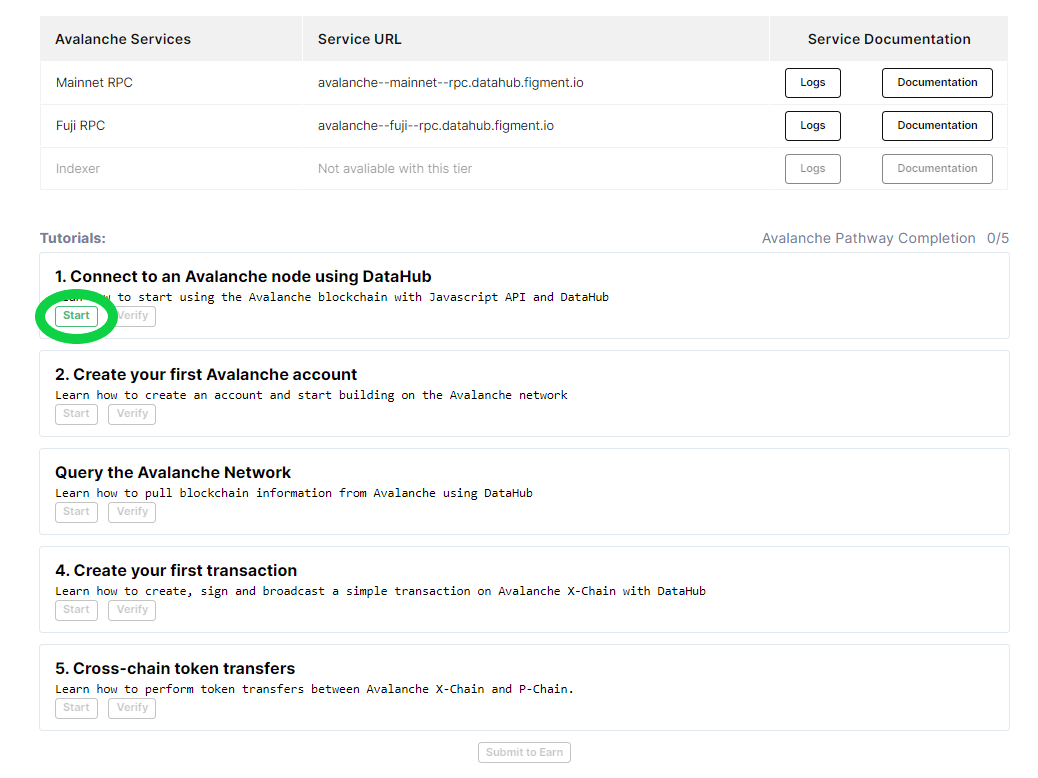 Avalanche Services Service URL Service Documentation
Mainnet RPC avalanche--mainnet--rpc.datahub.figment.io Logs Documentation
Fuji RPC avalanche--fuji--rpc.datahub.figment.io Logs Documentation
Indexer Not avaliable with this tier Logs Documentation
Tutorials: Avalanche Pathway Completion 0/5
1. Connect to an Avalanche node using DataHub
to start using the Avalanche blockchain with Javascript API and DataHub
Start Verify
2. Create your first Avalanche account
Learn how to create an account and start building on the Avalanche network
Start Verify
Query the Avalanche Network
Learn how to pull blockchain information from Avalanche using DataHub
Start Verify
4. Create your first transaction
Learn how to create, sign and broadcast a simple transaction on Avalanche X-Chain with DataHub
Start Verify
5. Cross-chain token transfers
Learn how to perform token transfers between Avalanche X-Chain and P-Chain.
Start Verify
Submit to Earn